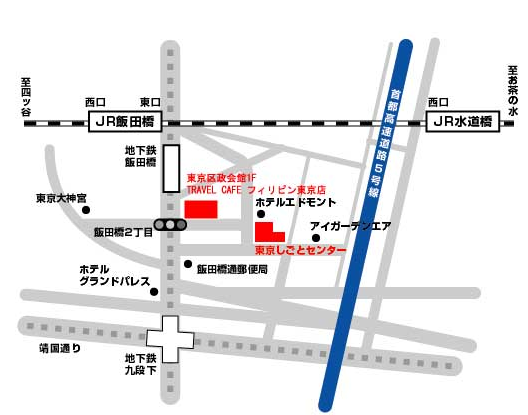 至四ッ谷
西口
東口
JR飯田橋
西口
JR水道橋
至お茶の水
首都高速道路5号線
地下鉄
飯田橋
東京区政会館1F
TRAVEL CAFE フィリピン東京店
東京大神宮
ホテルエドモント
飯田橋2丁目
アイガーデンエア
東京しごとセンター
ホテル
グランドパレス
飯田橋通郵便局
靖国通り
地下鉄
九段下